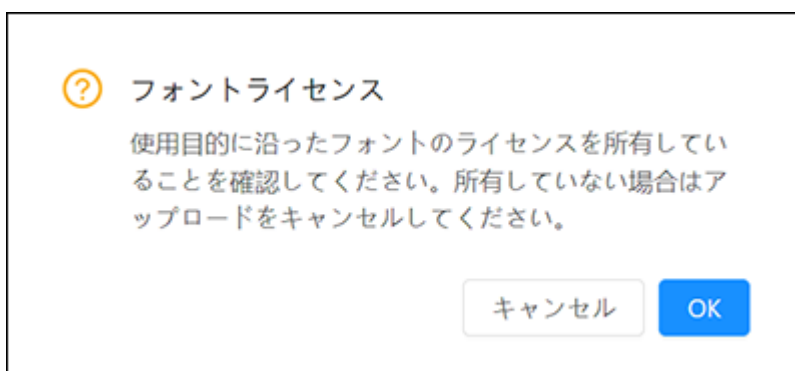 フォントライセンス
使用目的に沿ったフォントのライセンスを所有してい
ることを確認してください。所有していない場合はア
ップロードをキャンセルしてください。
キャンセル
OK